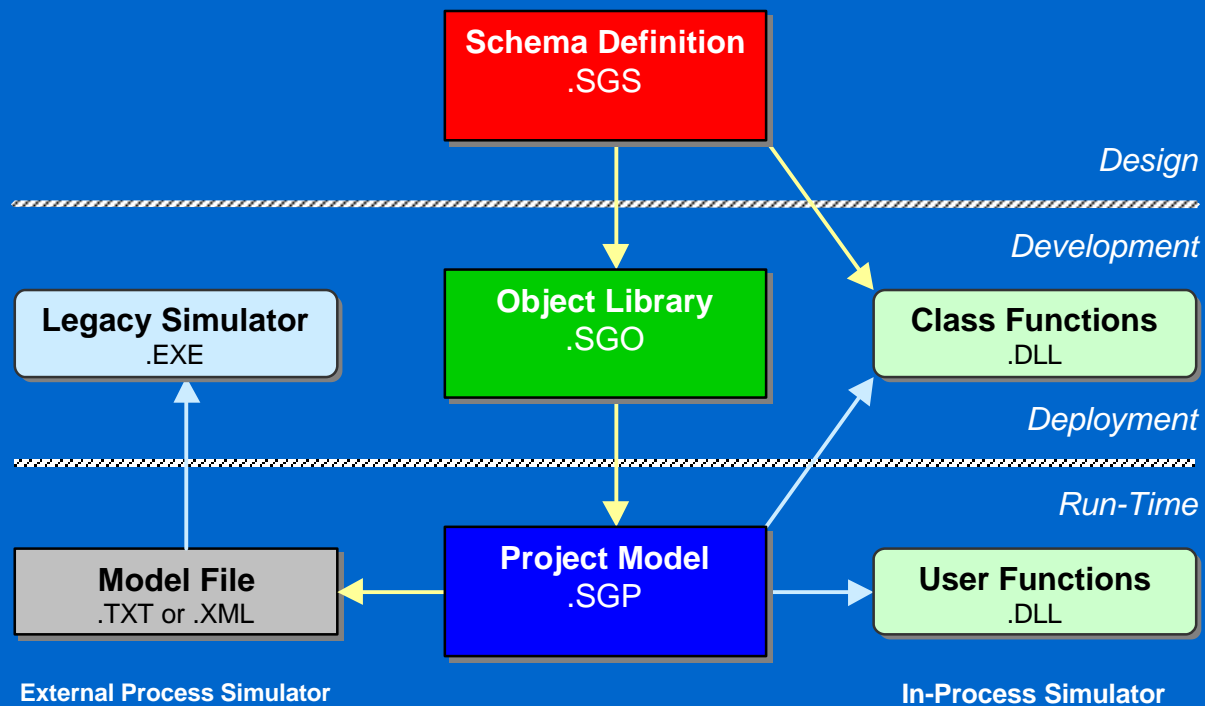 Schema Definition
.SGS
Design
Development
Legacy Simulator
.EXE
Object Library
.SGO
Class Functions
.DLL
Deployment
Run-Time
Model File
.TXT or .XML
Project Model
.SGP
User Functions
.DLL
External Process Simulator
In-Process Simulator